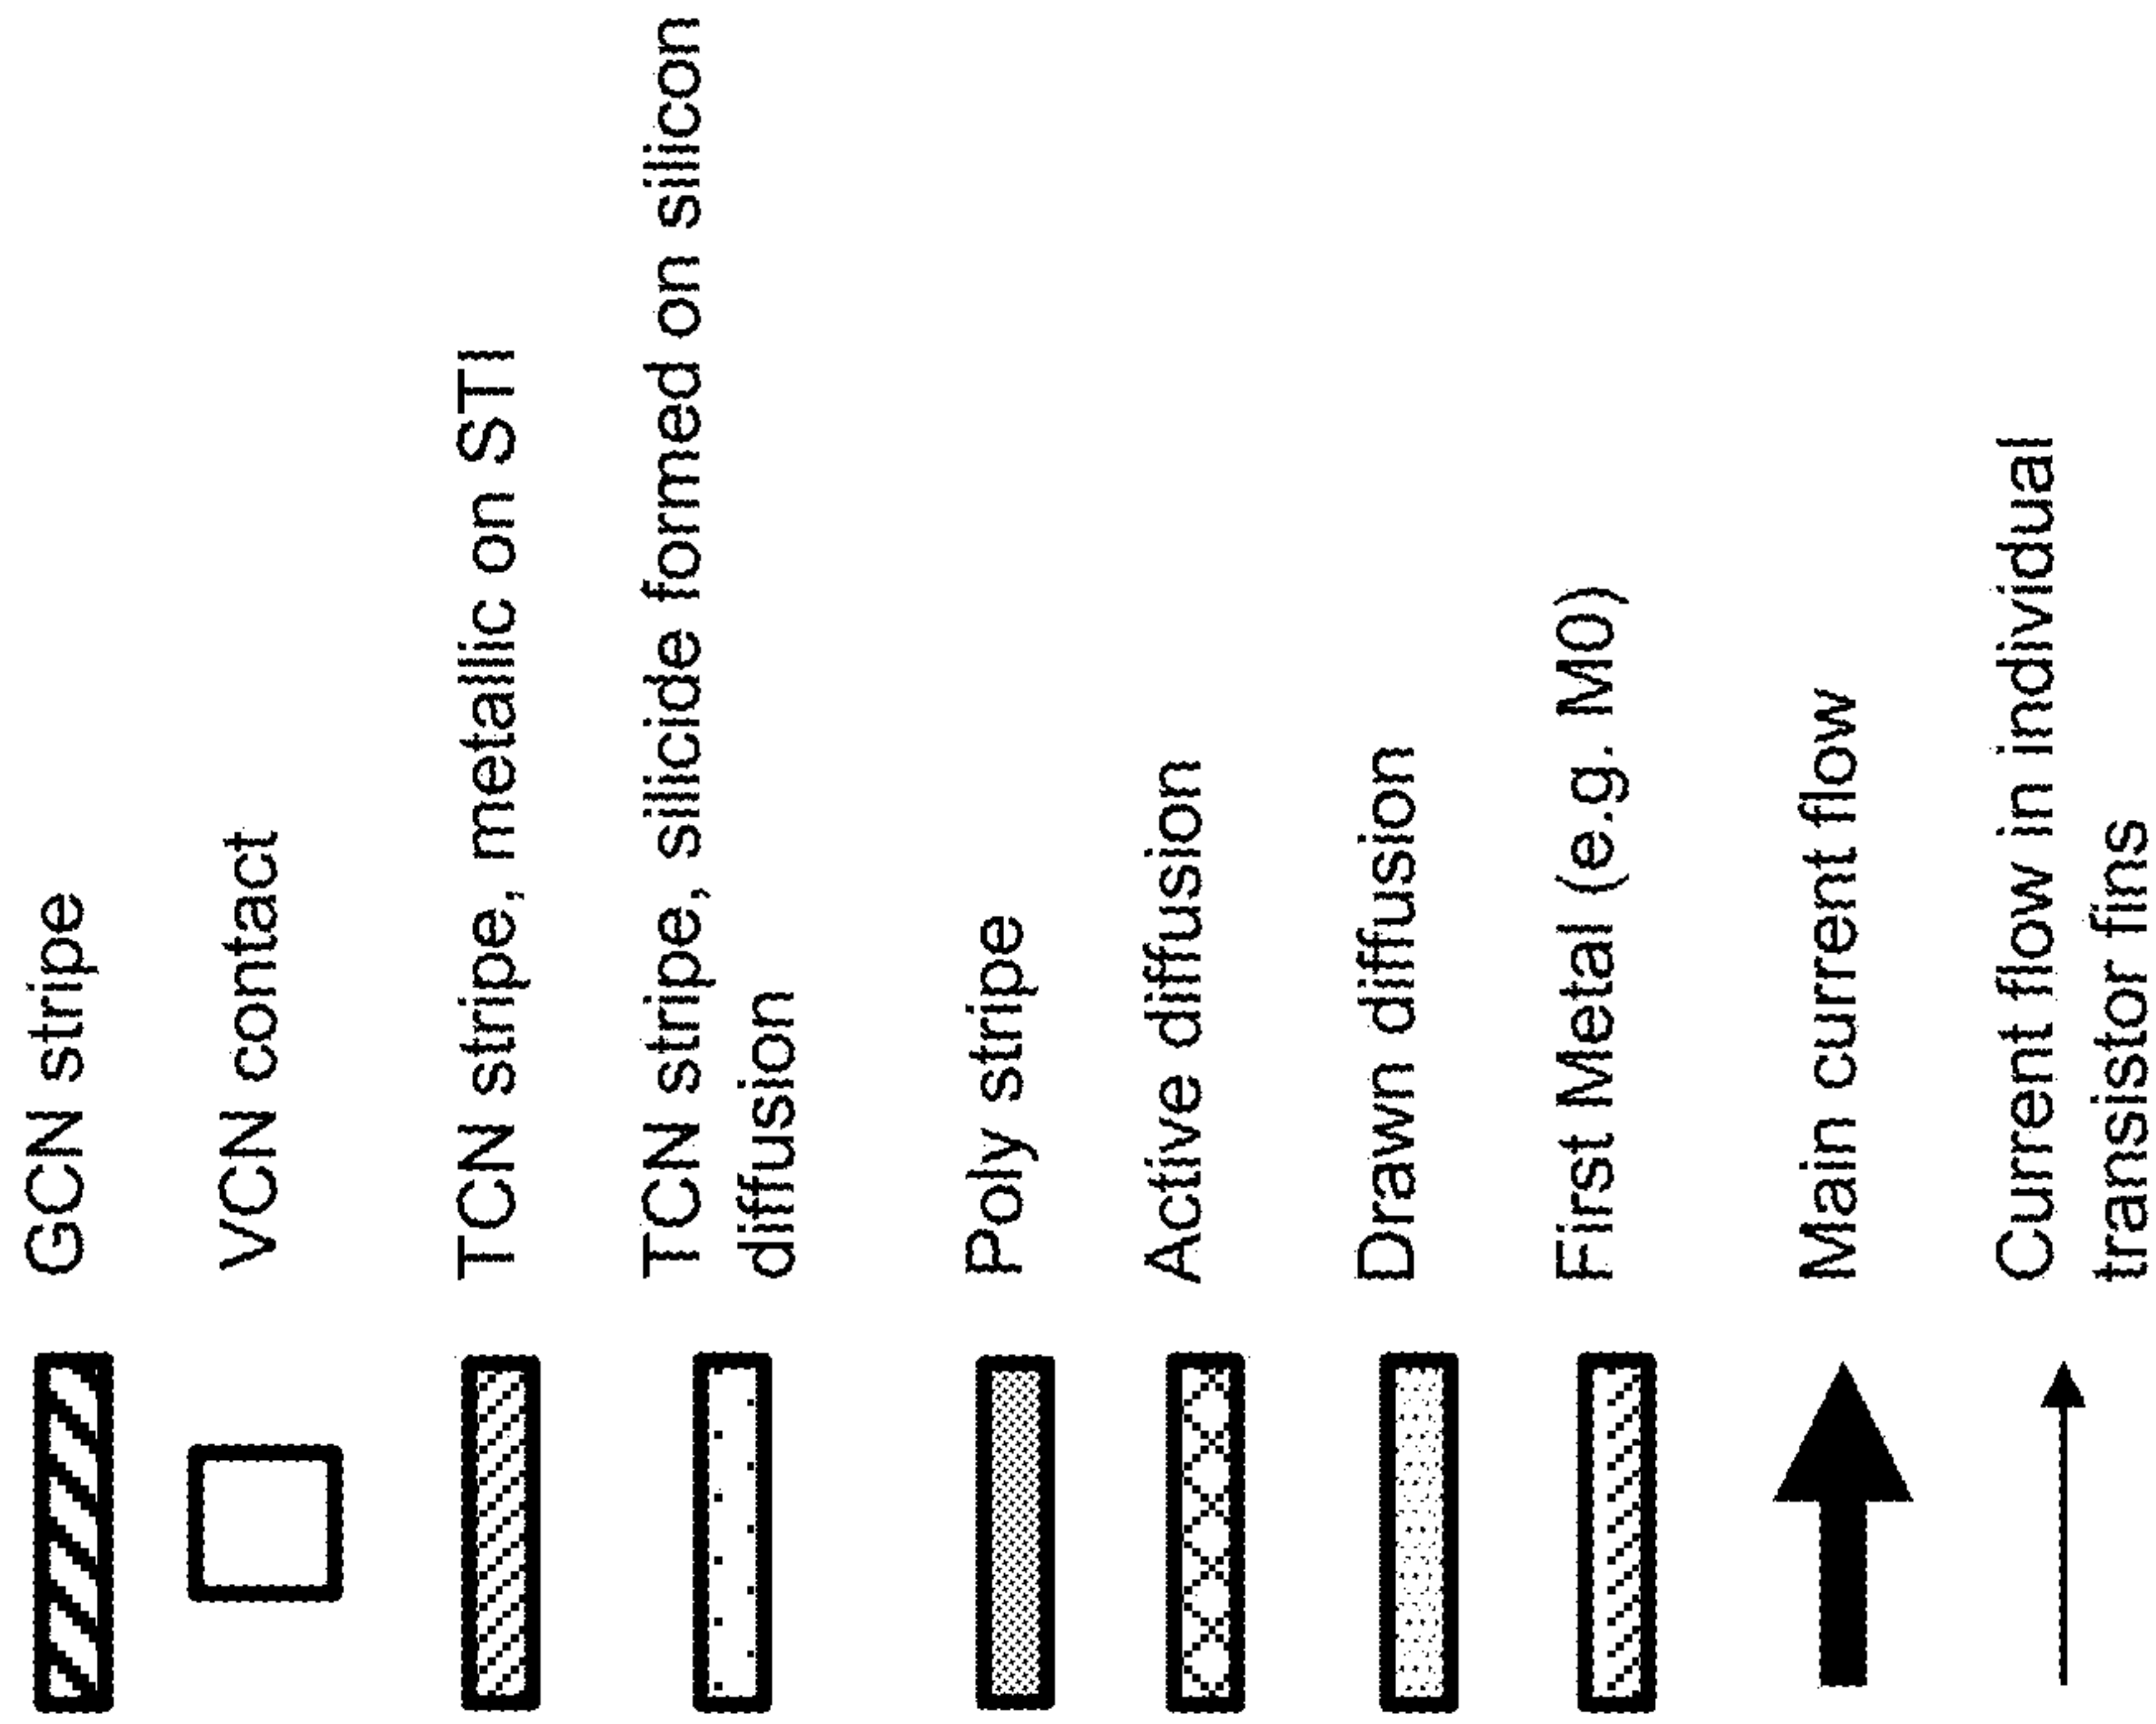 GCN stripe
VCN contact
TCN stripe, metallic on STI
TCN stripe, silicide formed on silicon
diffusion
Poly stripe
Active diffusion
Drawn diffusion
First Metal (e.g. M0)
Main current flow
Current flow in individual
transistor fins